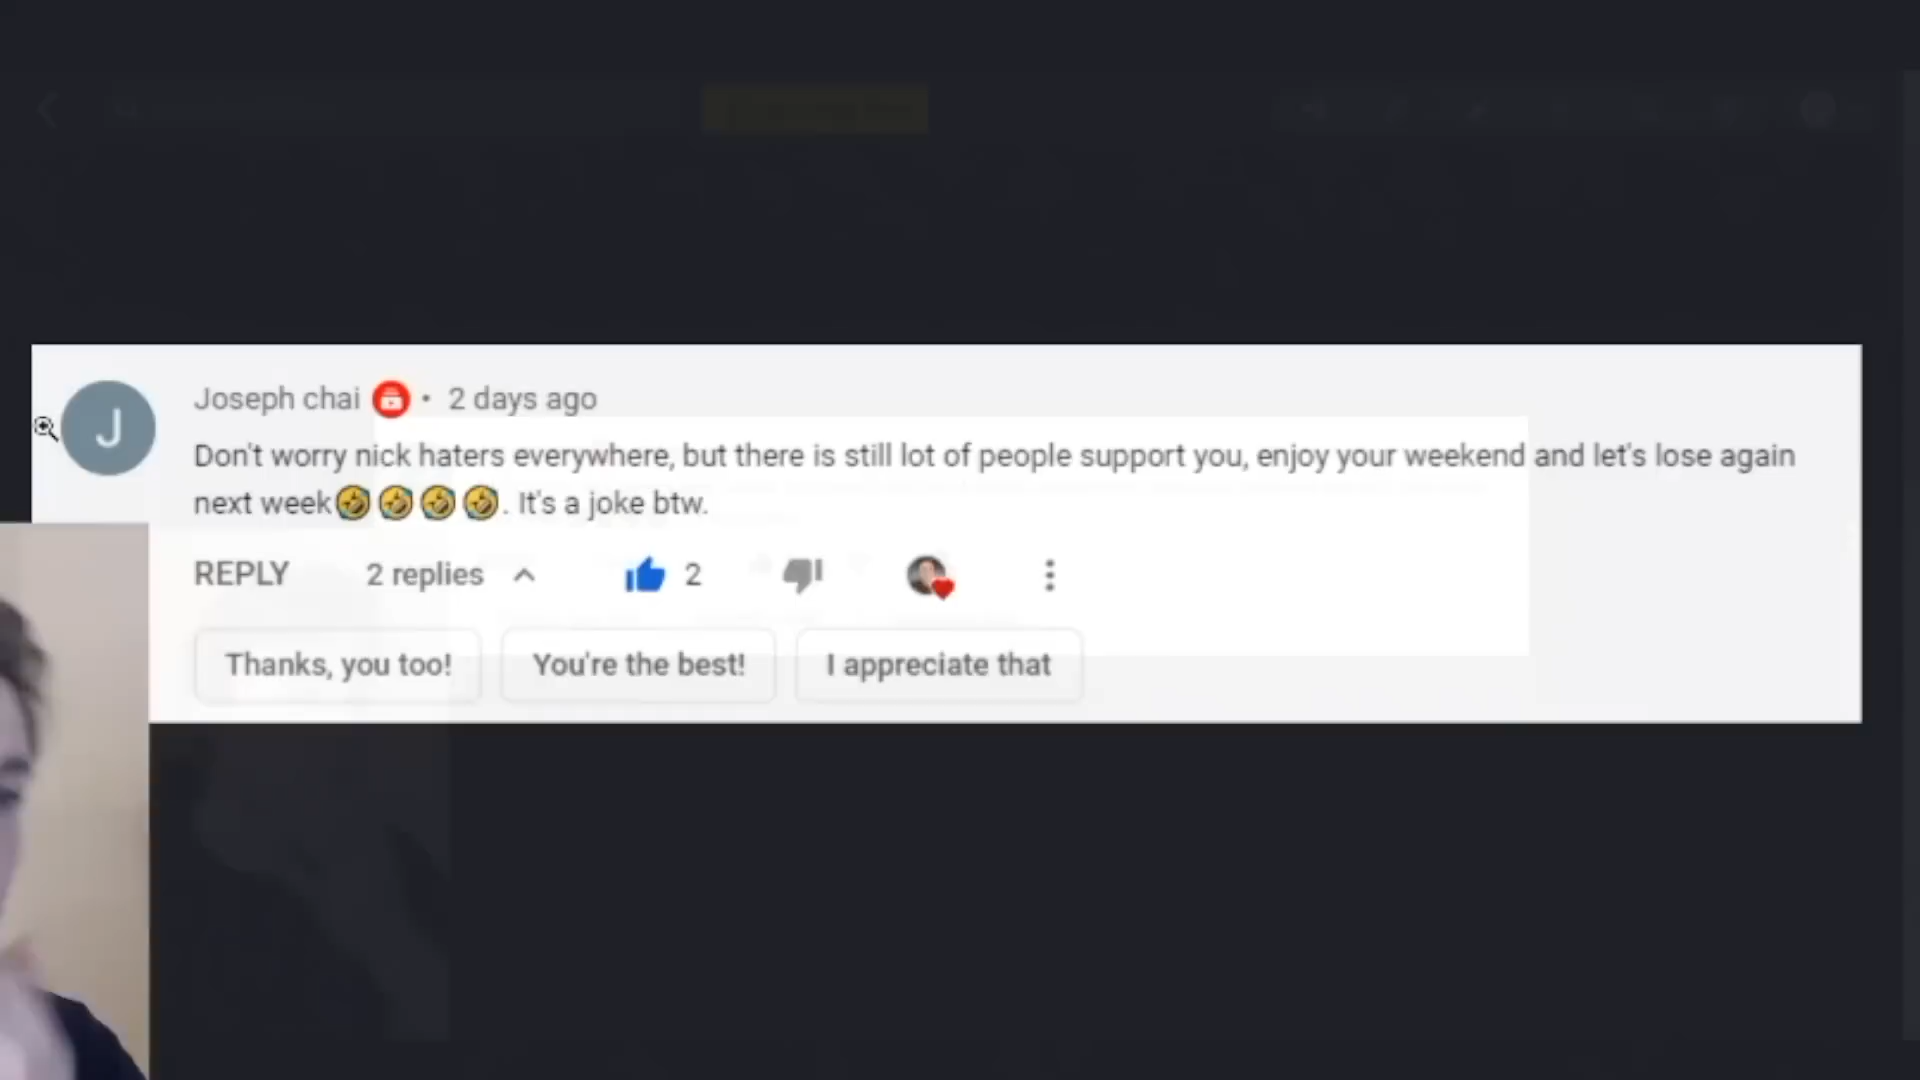 J
Joseph chai • 2 days ago
Don't worry nick haters everywhere, but there is still lot of people support you, enjoy your weekend and let's lose again
next week🤣🤣🤣🤣. It's a joke btw.
REPLY 2 replies 2
Thanks, you too! You're the best! I appreciate that